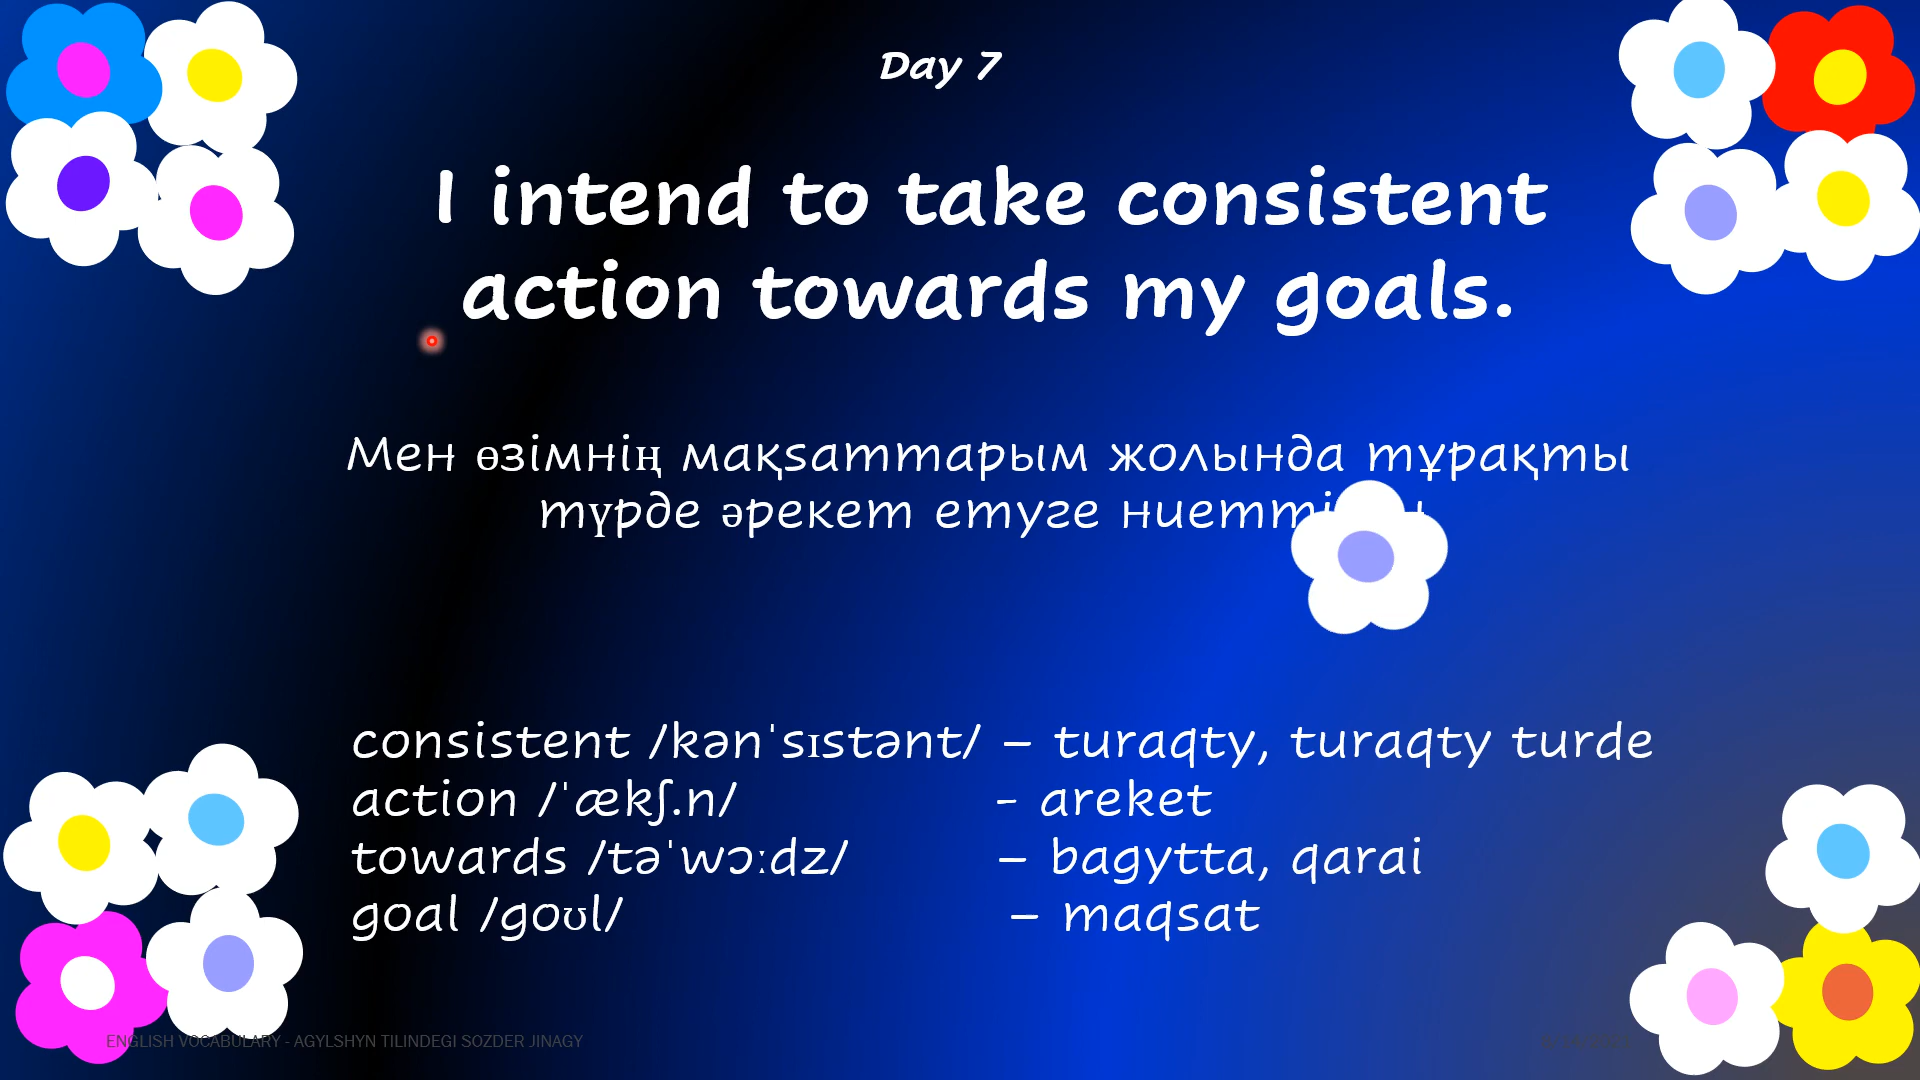 Day 7
I intend to take consistent
action towards my goals.
Мен өзімнің мақsаттарым жолында тұрақты
түрде әрекет етуге
consistent /kənˈsɪstənt/ – turaqty, turaqty turde
action /ˈækʃ.n/ - areket
towards /təˈwɔːdz/ – bagytta, qarai
goal /goʊl/ – maqsat
ENGLISH VOCABULARY - AGYLSHYN TILINDEGI SOZDER JINAGY